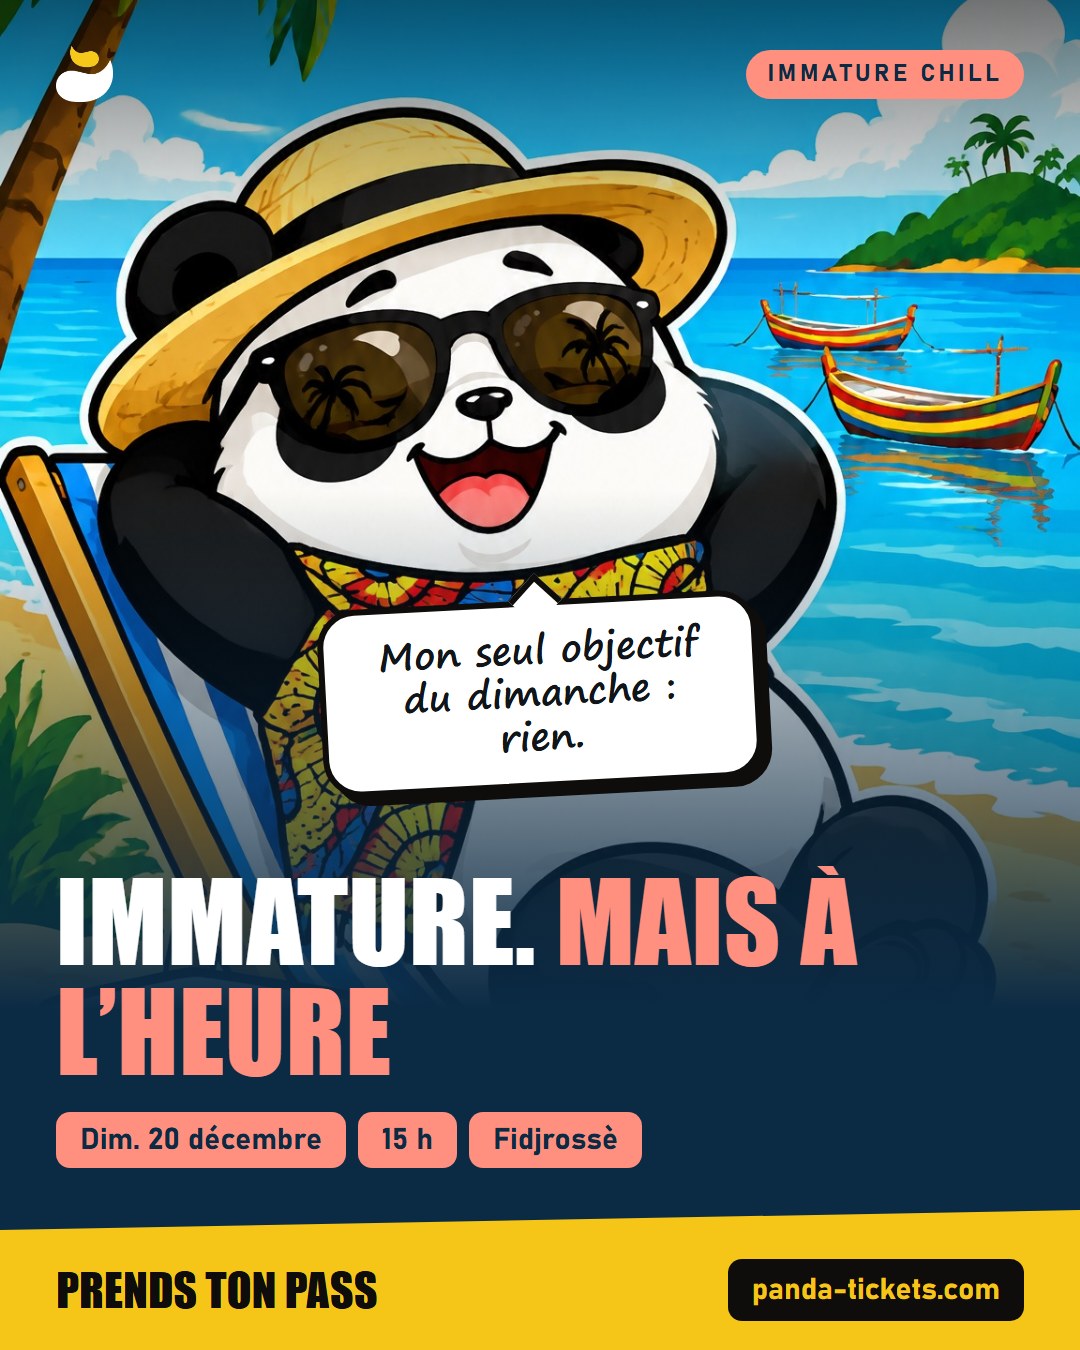 IMMATURE CHILL
Mon seul objectif
du dimanche :
rien.
IMMATURE. MAIS À
L’HEURE
Dim. 20 décembre
15 h
Fidjrossè
PRENDS TON PASS
panda-tickets.com